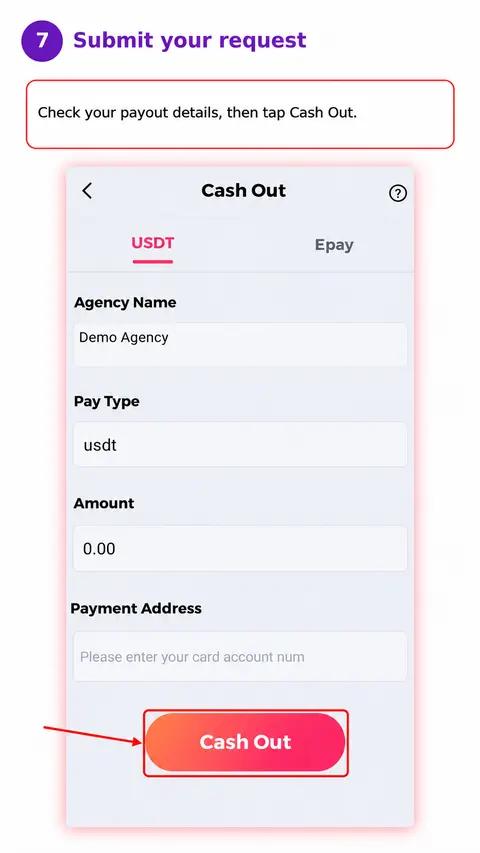 7 Submit your request
Check your payout details, then tap Cash Out.
Cash Out ?
USDT Epay
Agency Name
Demo Agency
Pay Type
usdt
Amount
0.00
Payment Address
Please enter your card account num
Cash Out